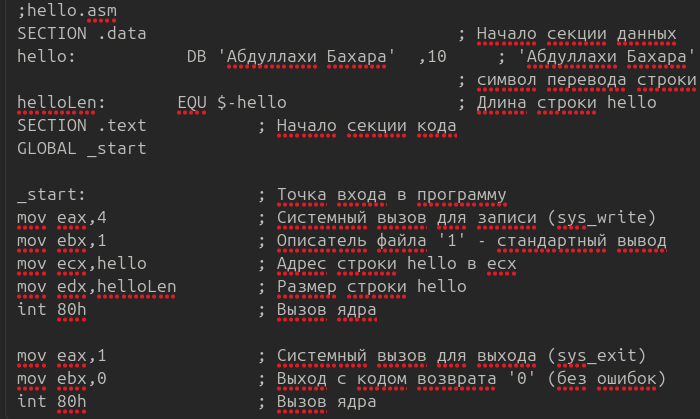 ;hello.asm
SECTION .data ; Начало секции данных
hello: DB 'Абдуллахи Бахара' ,10 ; 'Абдуллахи Бахара'
; символ перевода строки
helloLen: EQU $-hello ; Длина строки hello
SECTION .text ; Начало секции кода
GLOBAL _start
_start: ; Точка входа в программу
mov eax,4 ; Системный вызов для записи (sys_write)
mov ebx,1 ; Описатель файла '1' - стандартный вывод
mov ecx,hello ; Адрес строки hello в ecx
mov edx,helloLen ; Размер строки hello
int 80h ; Вызов ядра
mov eax,1 ; Системный вызов для выхода (sys_exit)
mov ebx,0 ; Выход с кодом возврата '0' (без ошибок)
int 80h ; Вызов ядра